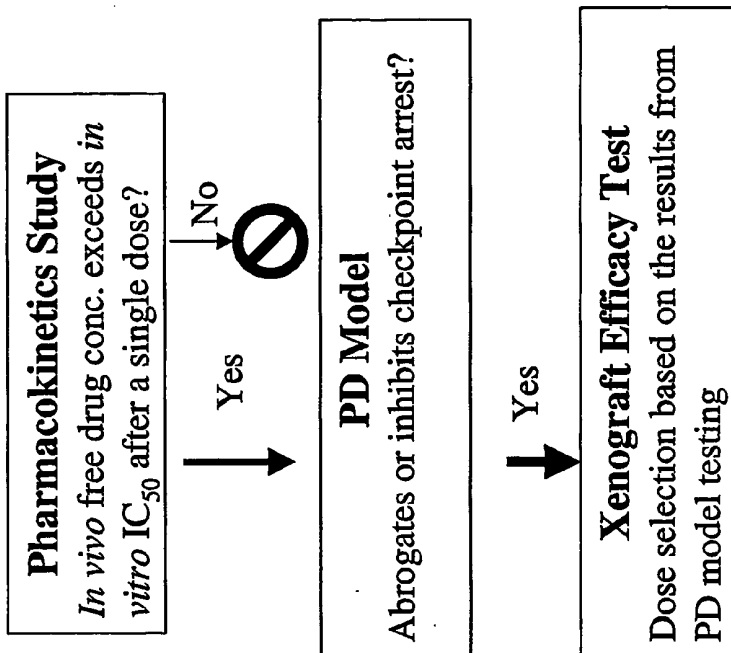 Pharmacokinetics Study
In vivo free drug conc. exceeds in
vitro IC50 after a single dose?
Yes
No
PD Model
Abrogates or inhibits checkpoint arrest?
Yes
Xenograft Efficacy Test
Dose selection based on the results from
PD model testing